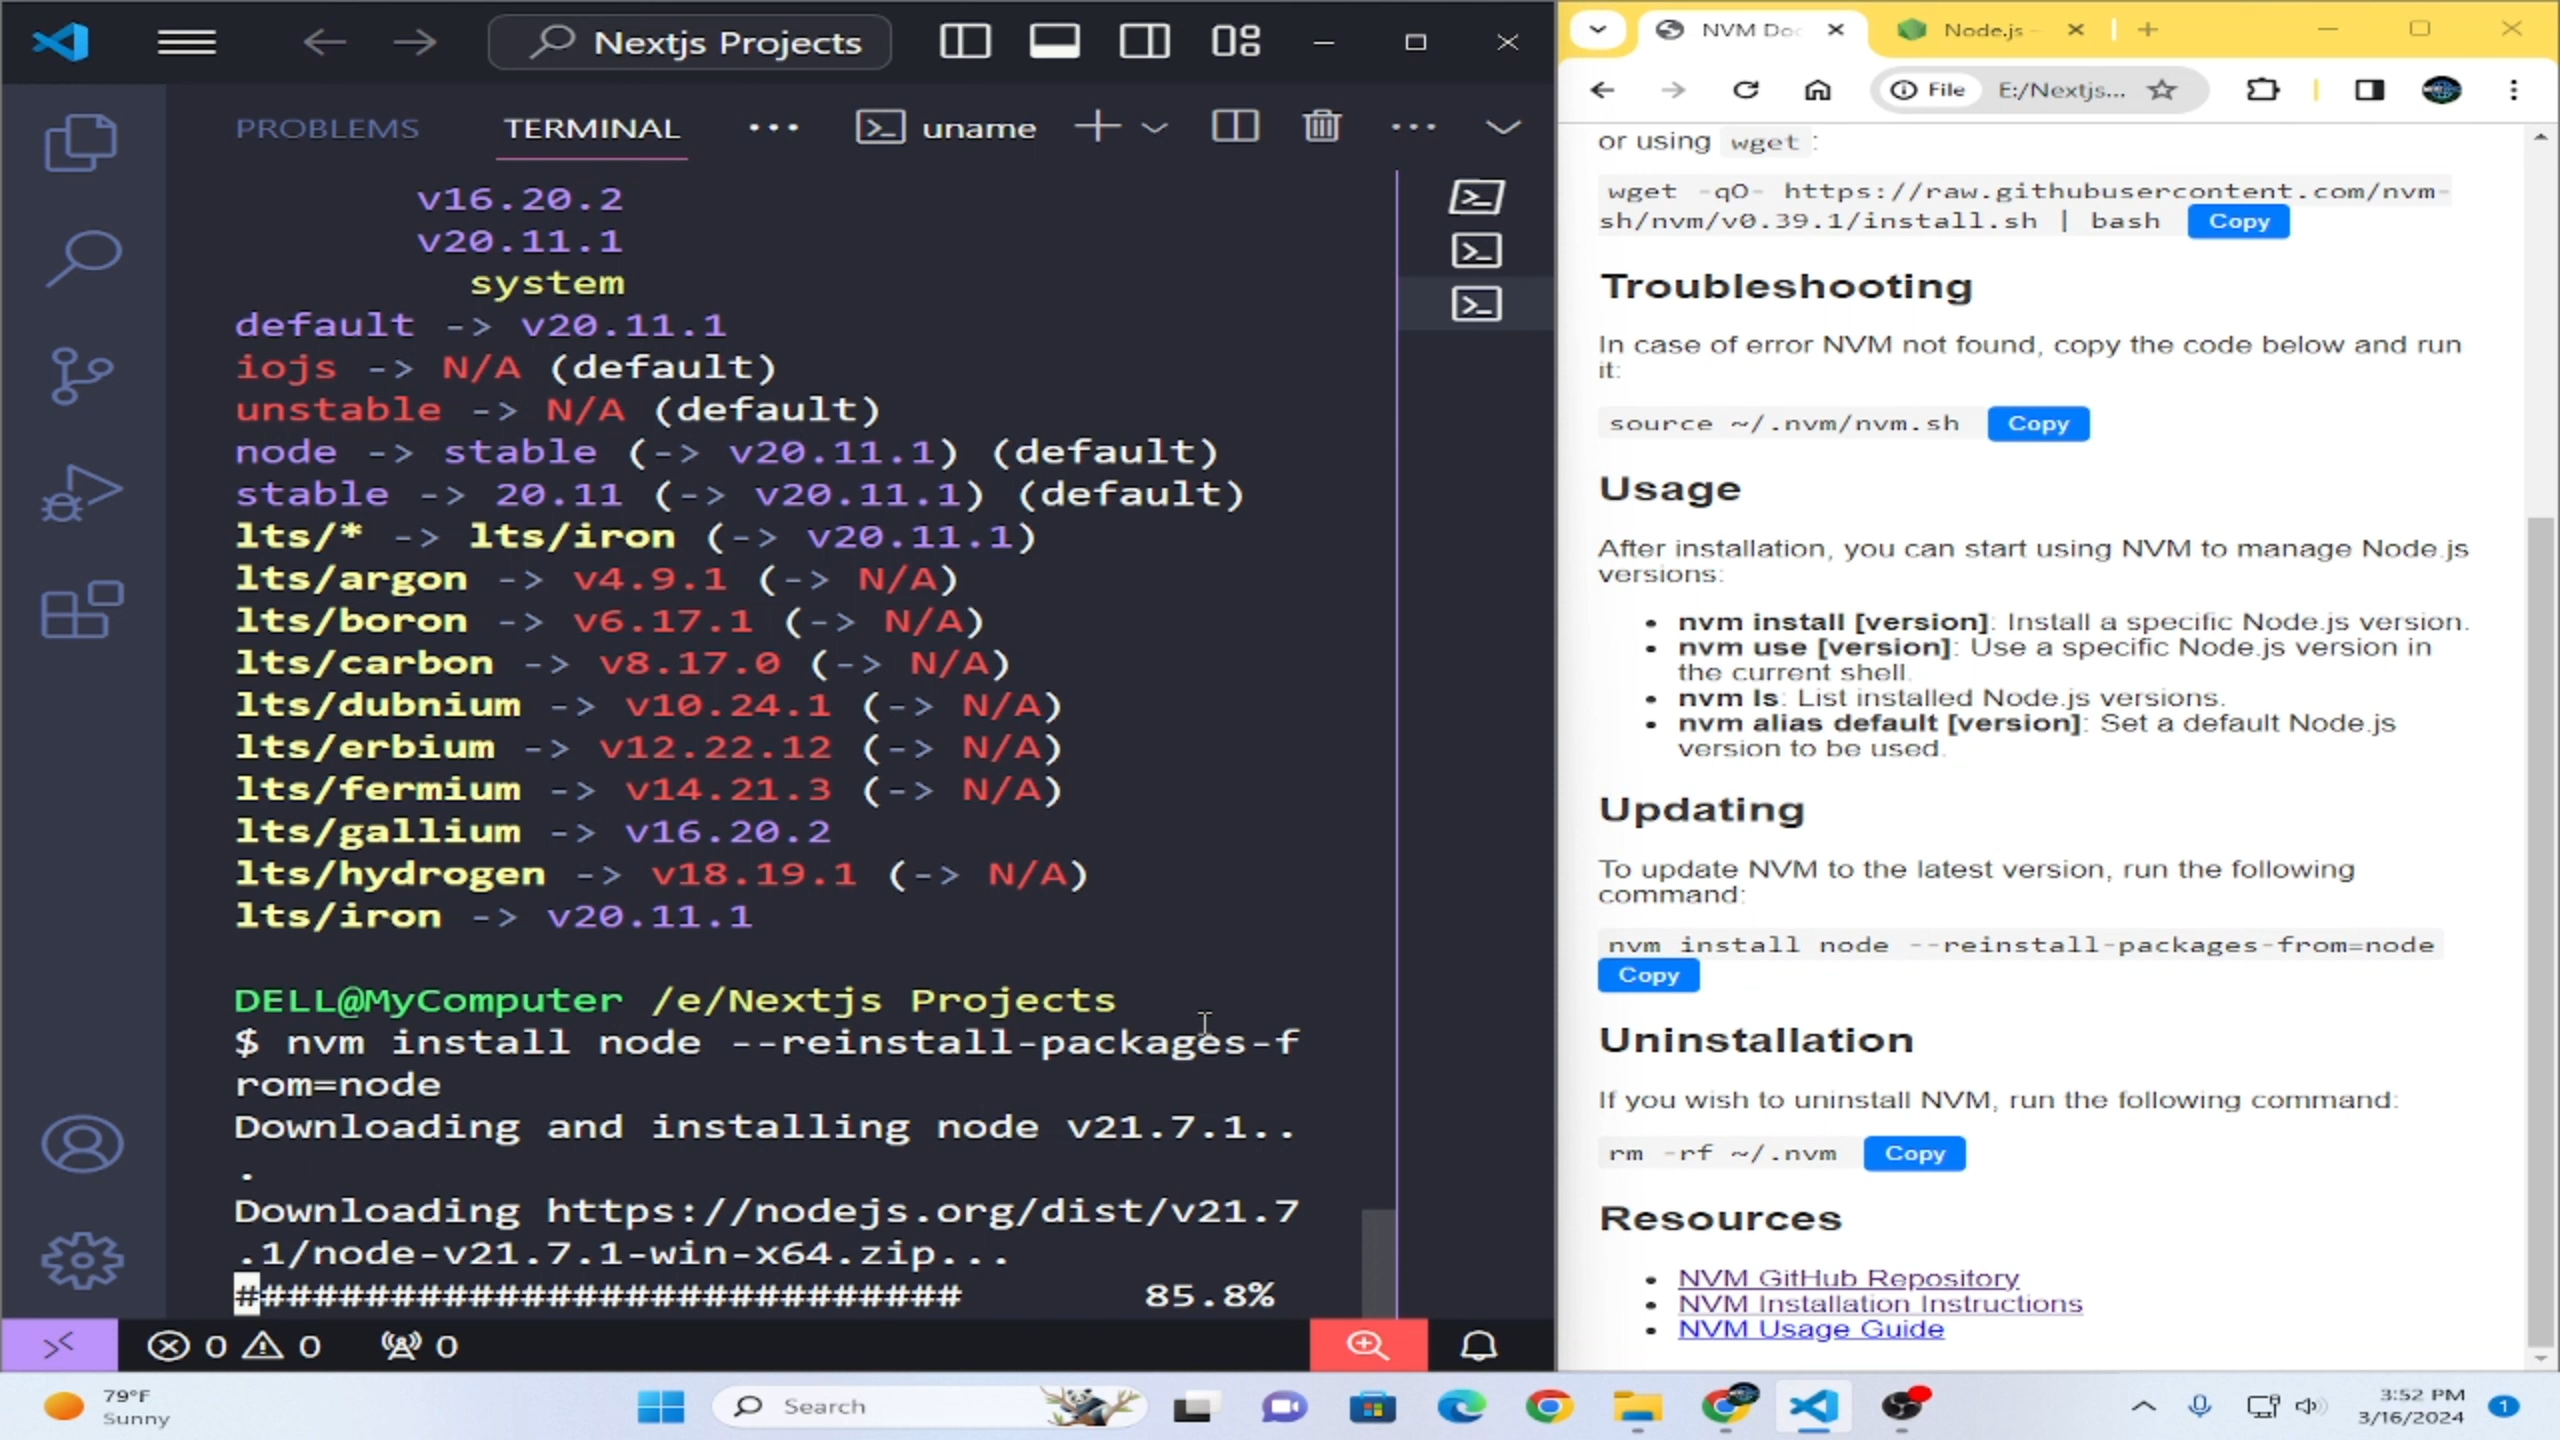 Nextjs Projects
PROBLEMS TERMINAL ... uname
v16.20.2
v20.11.1
system
default -> v20.11.1
iojs -> N/A (default)
unstable -> N/A (default)
node -> stable (-> v20.11.1) (default)
stable -> 20.11 (-> v20.11.1) (default)
lts/* -> lts/iron (-> v20.11.1)
lts/argon -> v4.9.1 (-> N/A)
lts/boron -> v6.17.1 (-> N/A)
lts/carbon -> v8.17.0 (-> N/A)
lts/dubnium -> v10.24.1 (-> N/A)
lts/erbium -> v12.22.12 (-> N/A)
lts/fermium -> v14.21.3 (-> N/A)
lts/gallium -> v16.20.2
lts/hydrogen -> v18.19.1 (-> N/A)
lts/iron -> v20.11.1
DELL@MyComputer /e/Nextjs Projects
$ nvm install node --reinstall-packages-f
rom=node
Downloading and installing node v21.7.1..
.
Downloading https://nodejs.org/dist/v21.7
.1/node-v21.7.1-win-x64.zip...
############################ 85.8%
0 0 0
NVM Doc Node.js -
File E:/Nextjs...
or using wget :
wget -qO- https://raw.githubusercontent.com/nvm-
sh/nvm/v0.39.1/install.sh | bash Copy
Troubleshooting
In case of error NVM not found, copy the code below and run
it:
source ~/.nvm/nvm.sh Copy
Usage
After installation, you can start using NVM to manage Node.js
versions:
• nvm install [version]: Install a specific Node.js version.
• nvm use [version]: Use a specific Node.js version in
the current shell.
• nvm ls: List installed Node.js versions.
• nvm alias default [version]: Set a default Node.js
version to be used.
Updating
To update NVM to the latest version, run the following
command:
nvm install node --reinstall-packages-from=node
Copy
Uninstallation
If you wish to uninstall NVM, run the following command:
rm -rf ~/.nvm Copy
Resources
• NVM GitHub Repository
• NVM Installation Instructions
• NVM Usage Guide
79°F
Sunny
Search
3:52 PM
3/16/2024
1